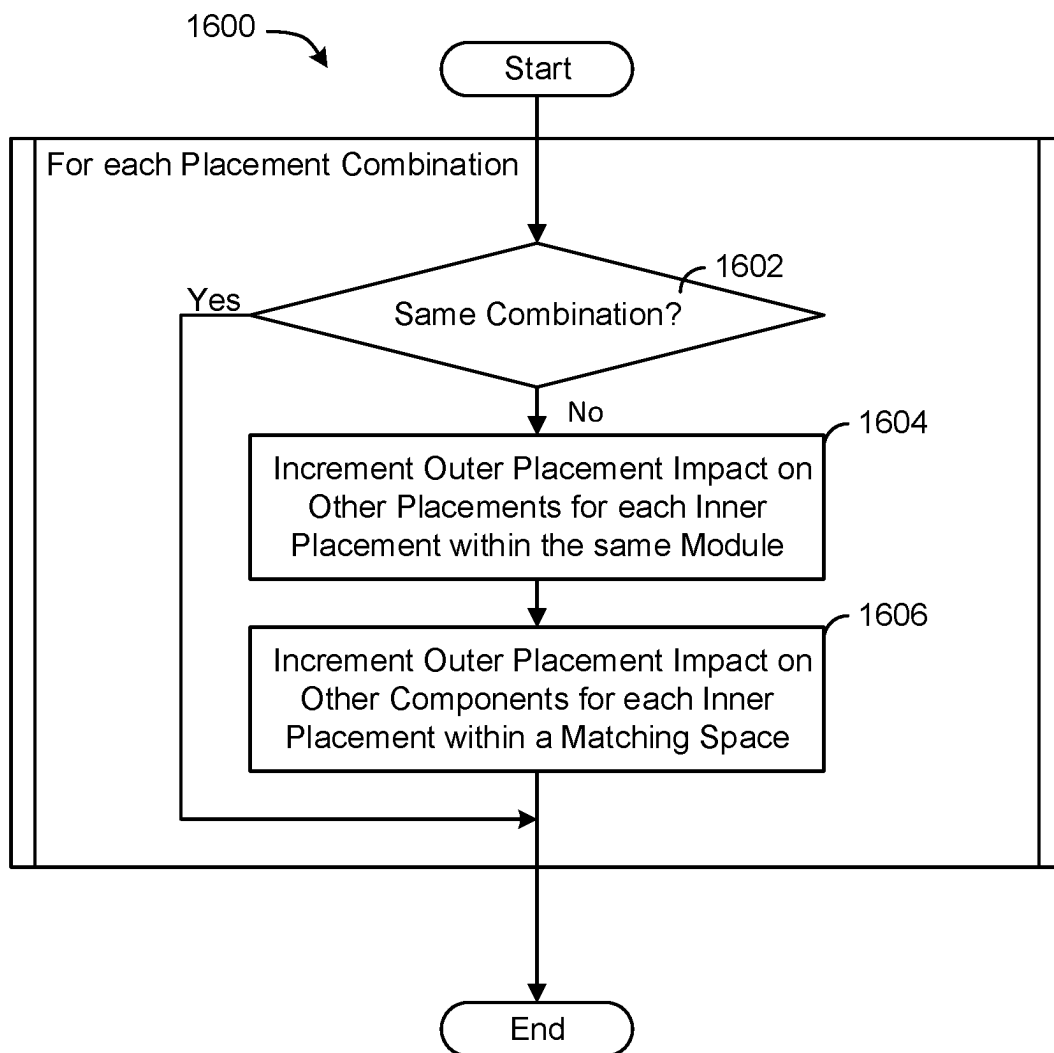 1600
Start
For each Placement Combination
1602
Yes
Same Combination?
No
1604
Increment Outer Placement Impact on
Other Placements for each Inner
Placement within the same Module
1606
Increment Outer Placement Impact on
Other Components for each Inner
Placement within a Matching Space
End